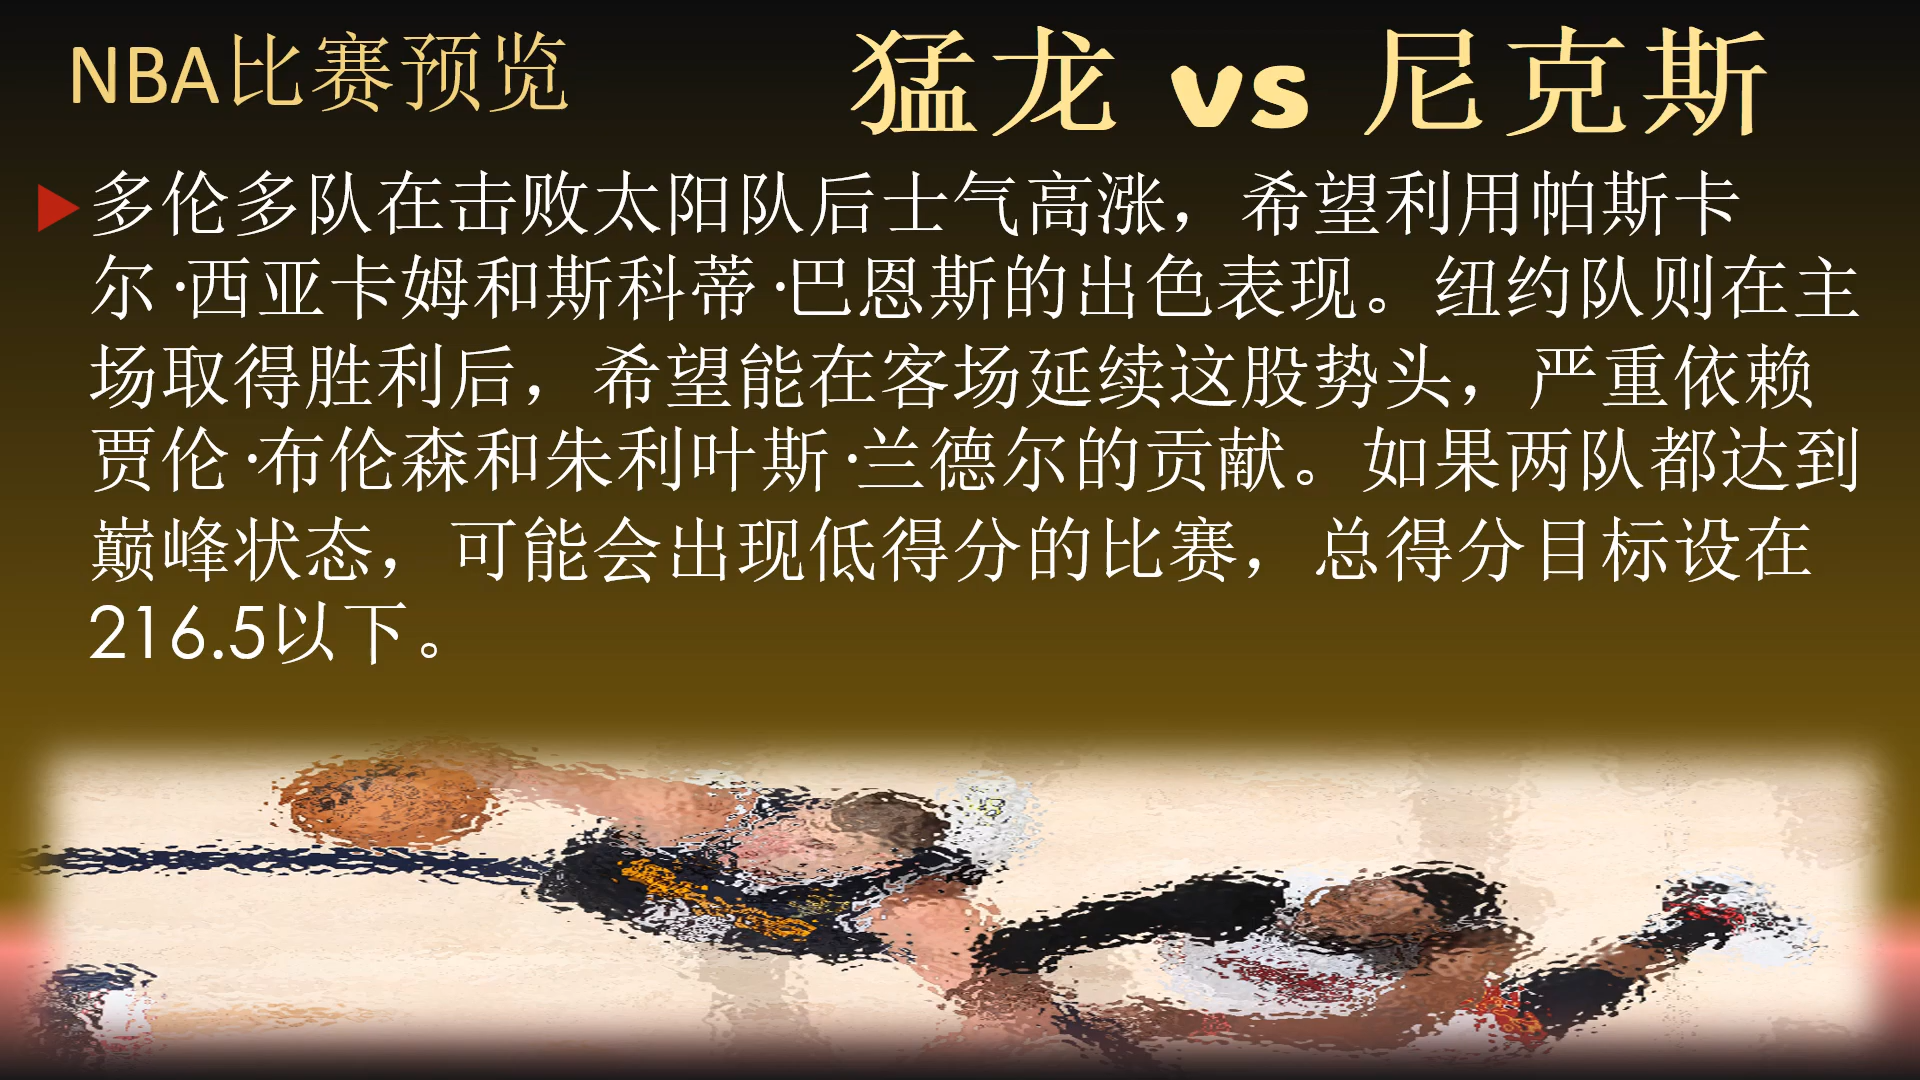 NBA比赛预览
猛龙 vs 尼克斯
多伦多队在击败太阳队后士气高涨，希望利用帕斯卡
尔·西亚卡姆和斯科蒂·巴恩斯的出色表现。纽约队则在主
场取得胜利后，希望能在客场延续这股势头，严重依赖
贾伦·布伦森和朱利叶斯·兰德尔的贡献。如果两队都达到
巅峰状态，可能会出现低得分的比赛，总得分目标设在
216.5以下。